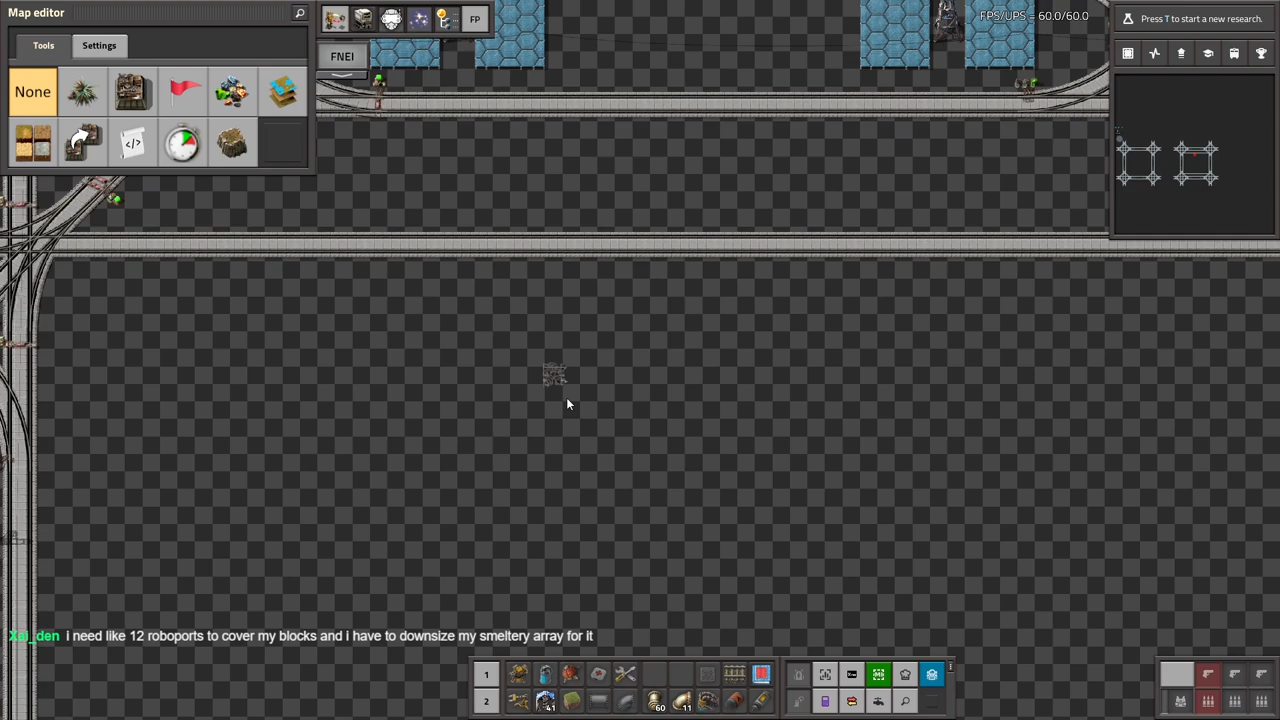 Map editor
FP
FPS/UPS = 60.0/60.0
Press T to start a new research.
Tools
Settings
FNEI
None
</>
Xai_den i need like 12 roboports to cover my blocks and i have to downsize my smeltery array for it
1
2
41
60
11